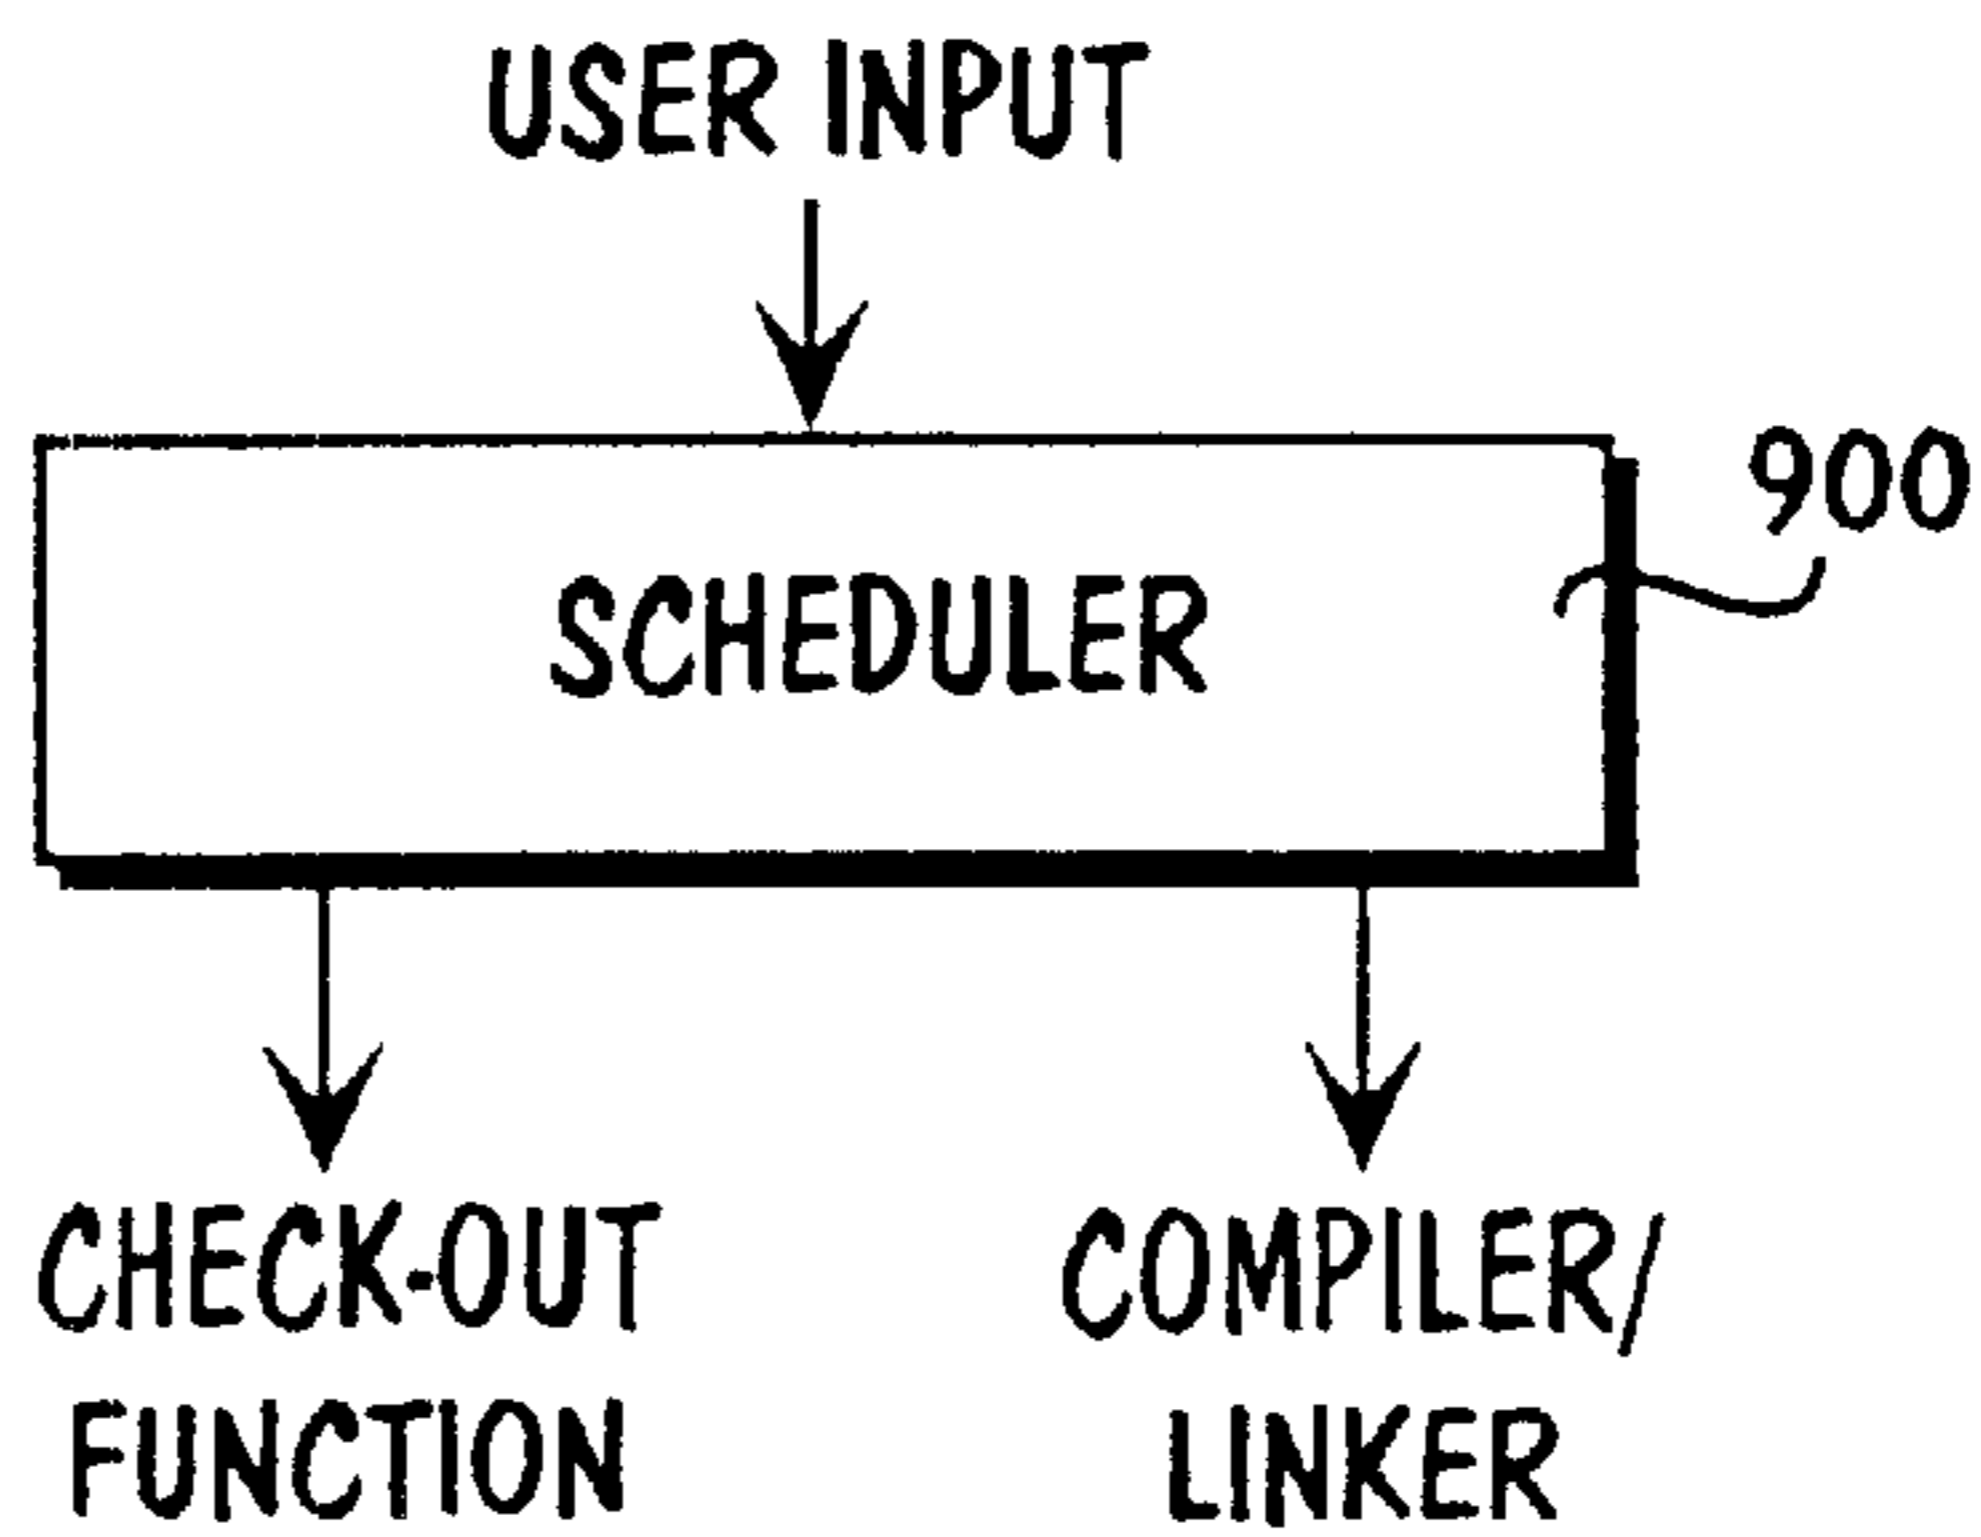 USER INPUT
900
SCHEDULER
CHECK-OUT
FUNCTION
COMPILER/
LINKER